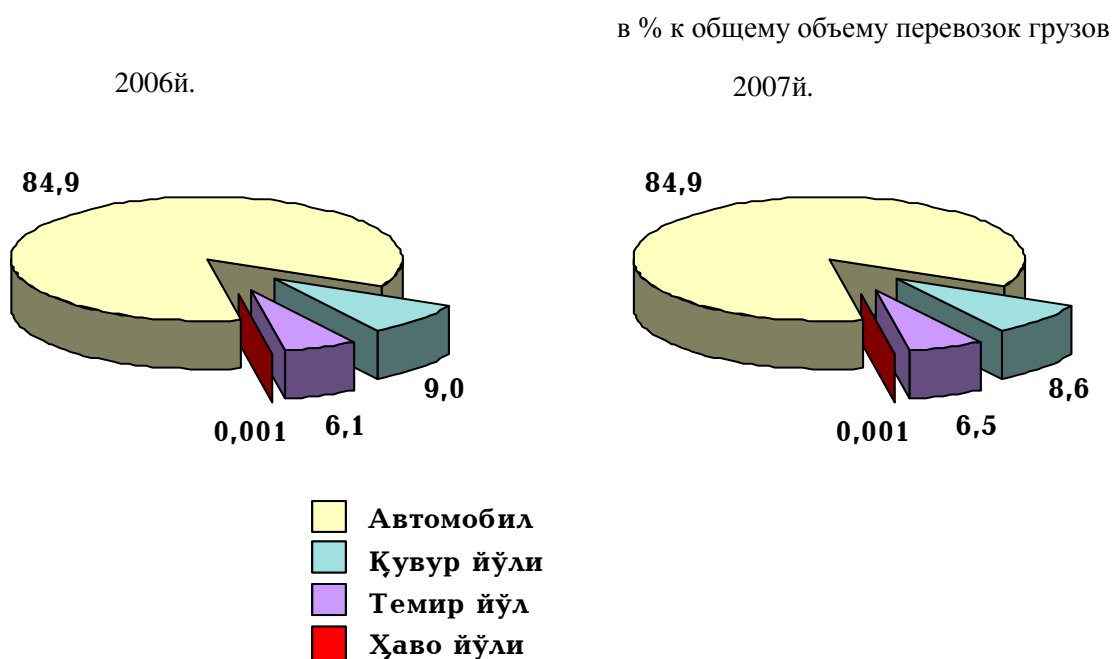 в % к общему объему перевозок грузов
2006й.
2007й.
84,9
84,9
9,0
8,6
0,001
6,1
0,001
6,5
Автомобил
Қувур йўли
Темир йўл
Ҳаво йўли